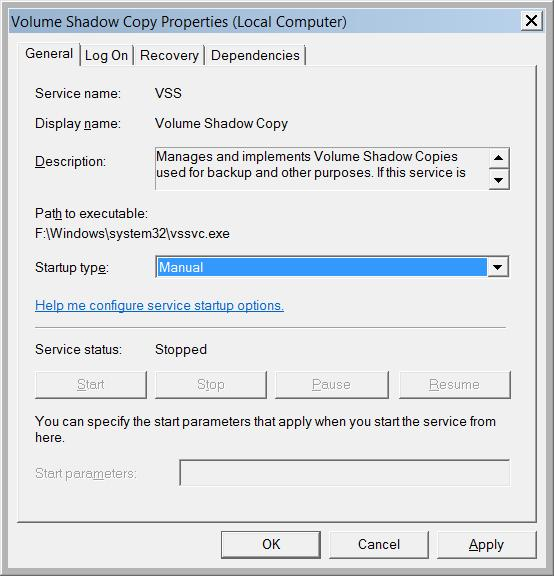 Volume Shadow Copy Properties (Local Computer)
General Log On Recovery Dependencies
Service name: VSS
Display name: Volume Shadow Copy
Description: Manages and implements Volume Shadow Copies
used for backup and other purposes. If this service is
Path to executable:
F:\Windows\system32\vssvc.exe
Startup type: Manual
Help me configure service startup options.
Service status: Stopped
Start Stop Pause Resume
You can specify the start parameters that apply when you start the service from
here.
Start parameters:
OK Cancel Apply